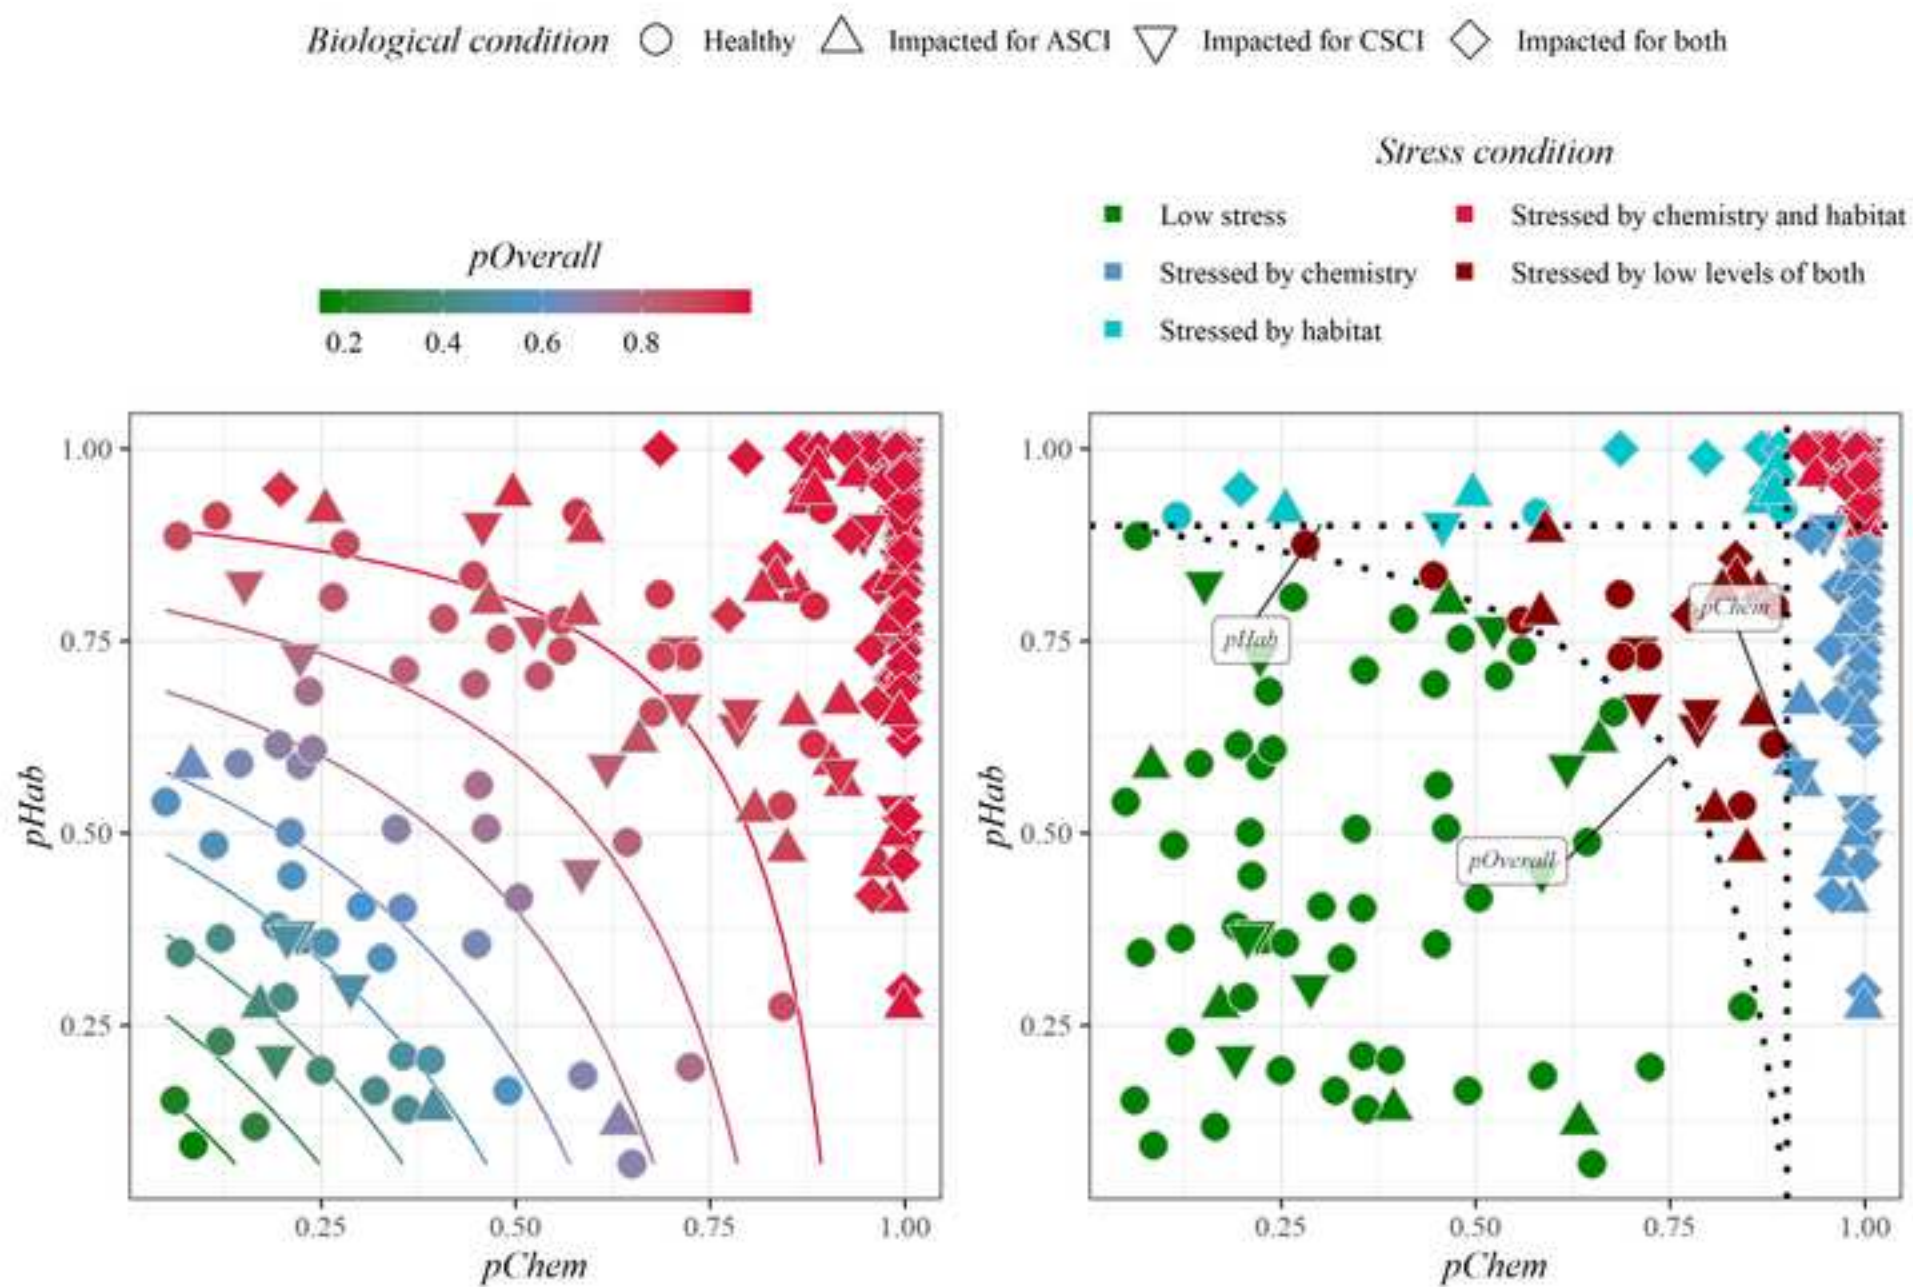 Biological condition Healthy Impacted for ASCI Impacted for CSCI Impacted for both
Stress condition
Low stress Stressed by chemistry and habitat
pOverall
Stressed by chemistry Stressed by low levels of both
Stressed by habitat
0.2 0.4 0.6 0.8
1.00 1.00
pChem
0.75 pHab 0.75
pHab pHab
0.50 0.50
pOverall
0.25 0.25
0.25 0.50 0.75 1.00 0.25 0.50 0.75 1.00
pChem pChem